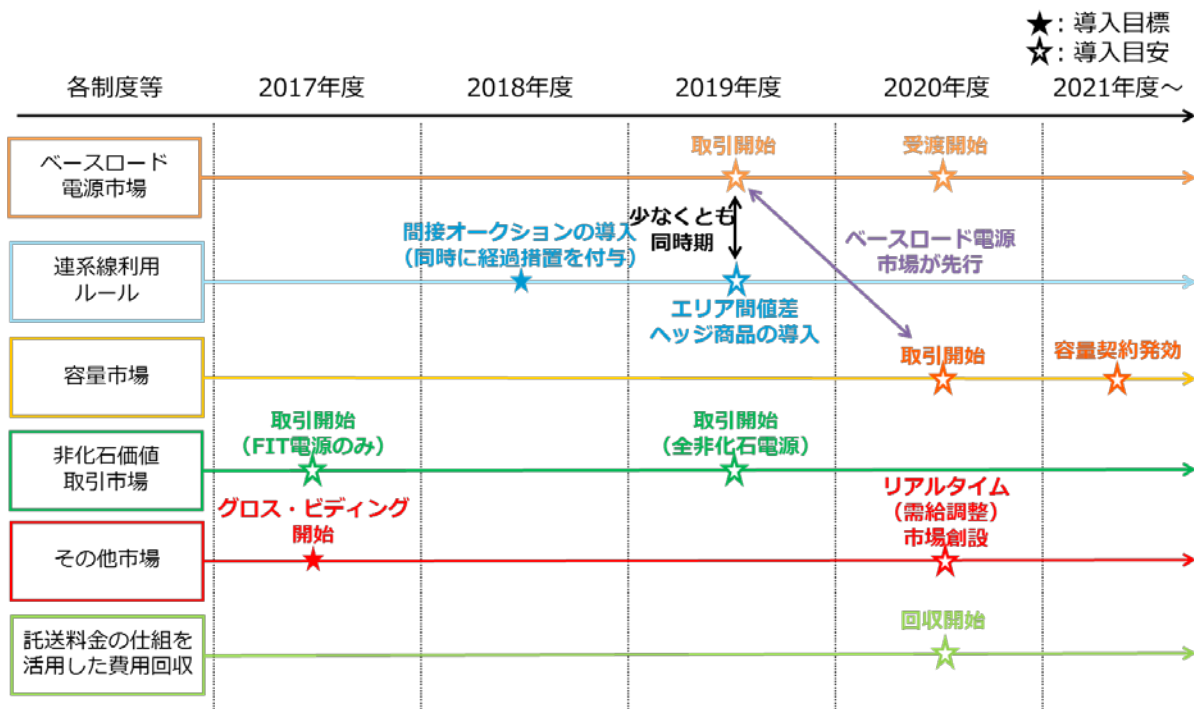 ★：導入目標
☆：導入目安
各制度等 2017年度 2018年度 2019年度 2020年度 2021年度～
ベースロード
電源市場
取引開始
受渡開始
少なくとも
同時期
ベースロード電源
市場が先行
連系線利用
ルール
間接オークションの導入
（同時に経過措置を付与）
エリア間値差
ヘッジ商品の導入
容量市場
取引開始
容量契約発効
非化石価値
取引市場
取引開始
（FIT電源のみ）
取引開始
（全非化石電源）
その他市場
グロス・ビディング
開始
リアルタイム
（需給調整）
市場創設
託送料金の仕組を
活用した費用回収
回収開始